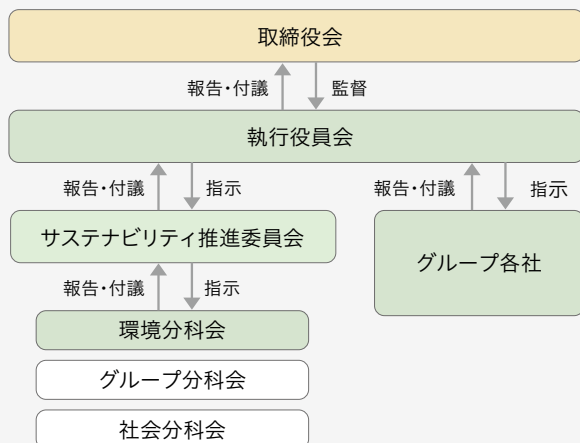 取締役会
報告・付議 監督
執行役員会
報告・付議 指示 報告・付議 指示
サステナビリティ推進委員会
グループ各社
報告・付議 指示
環境分科会
グループ分科会
社会分科会